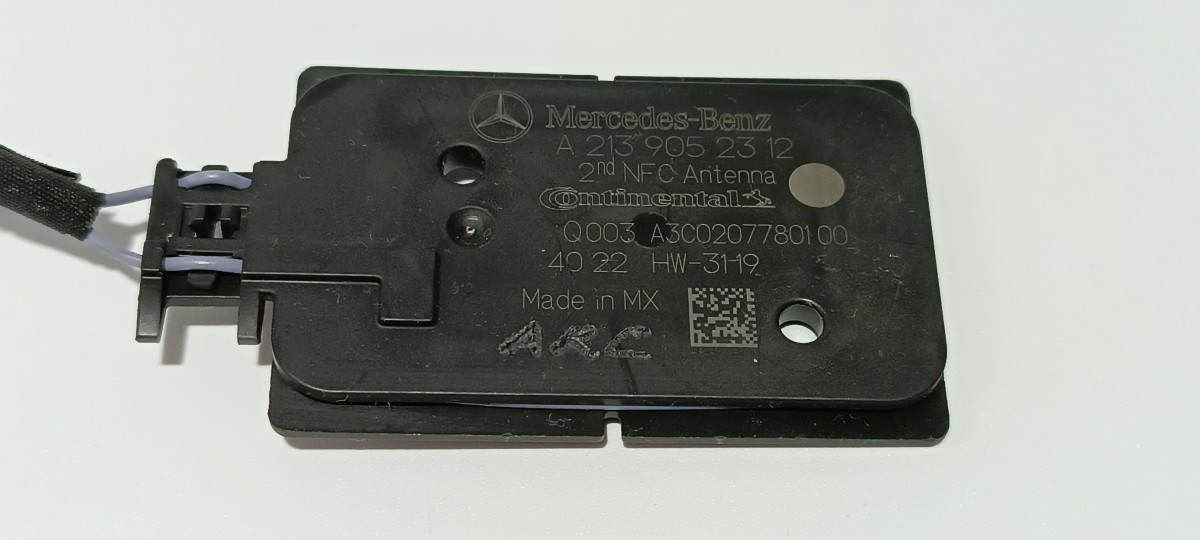 Mercedes-Benz
A 213 905 23 12
2nd NFC Antenna
Continental
Q003 A3C0207780100
40 22 HW-31-19
Made in MX
ARC